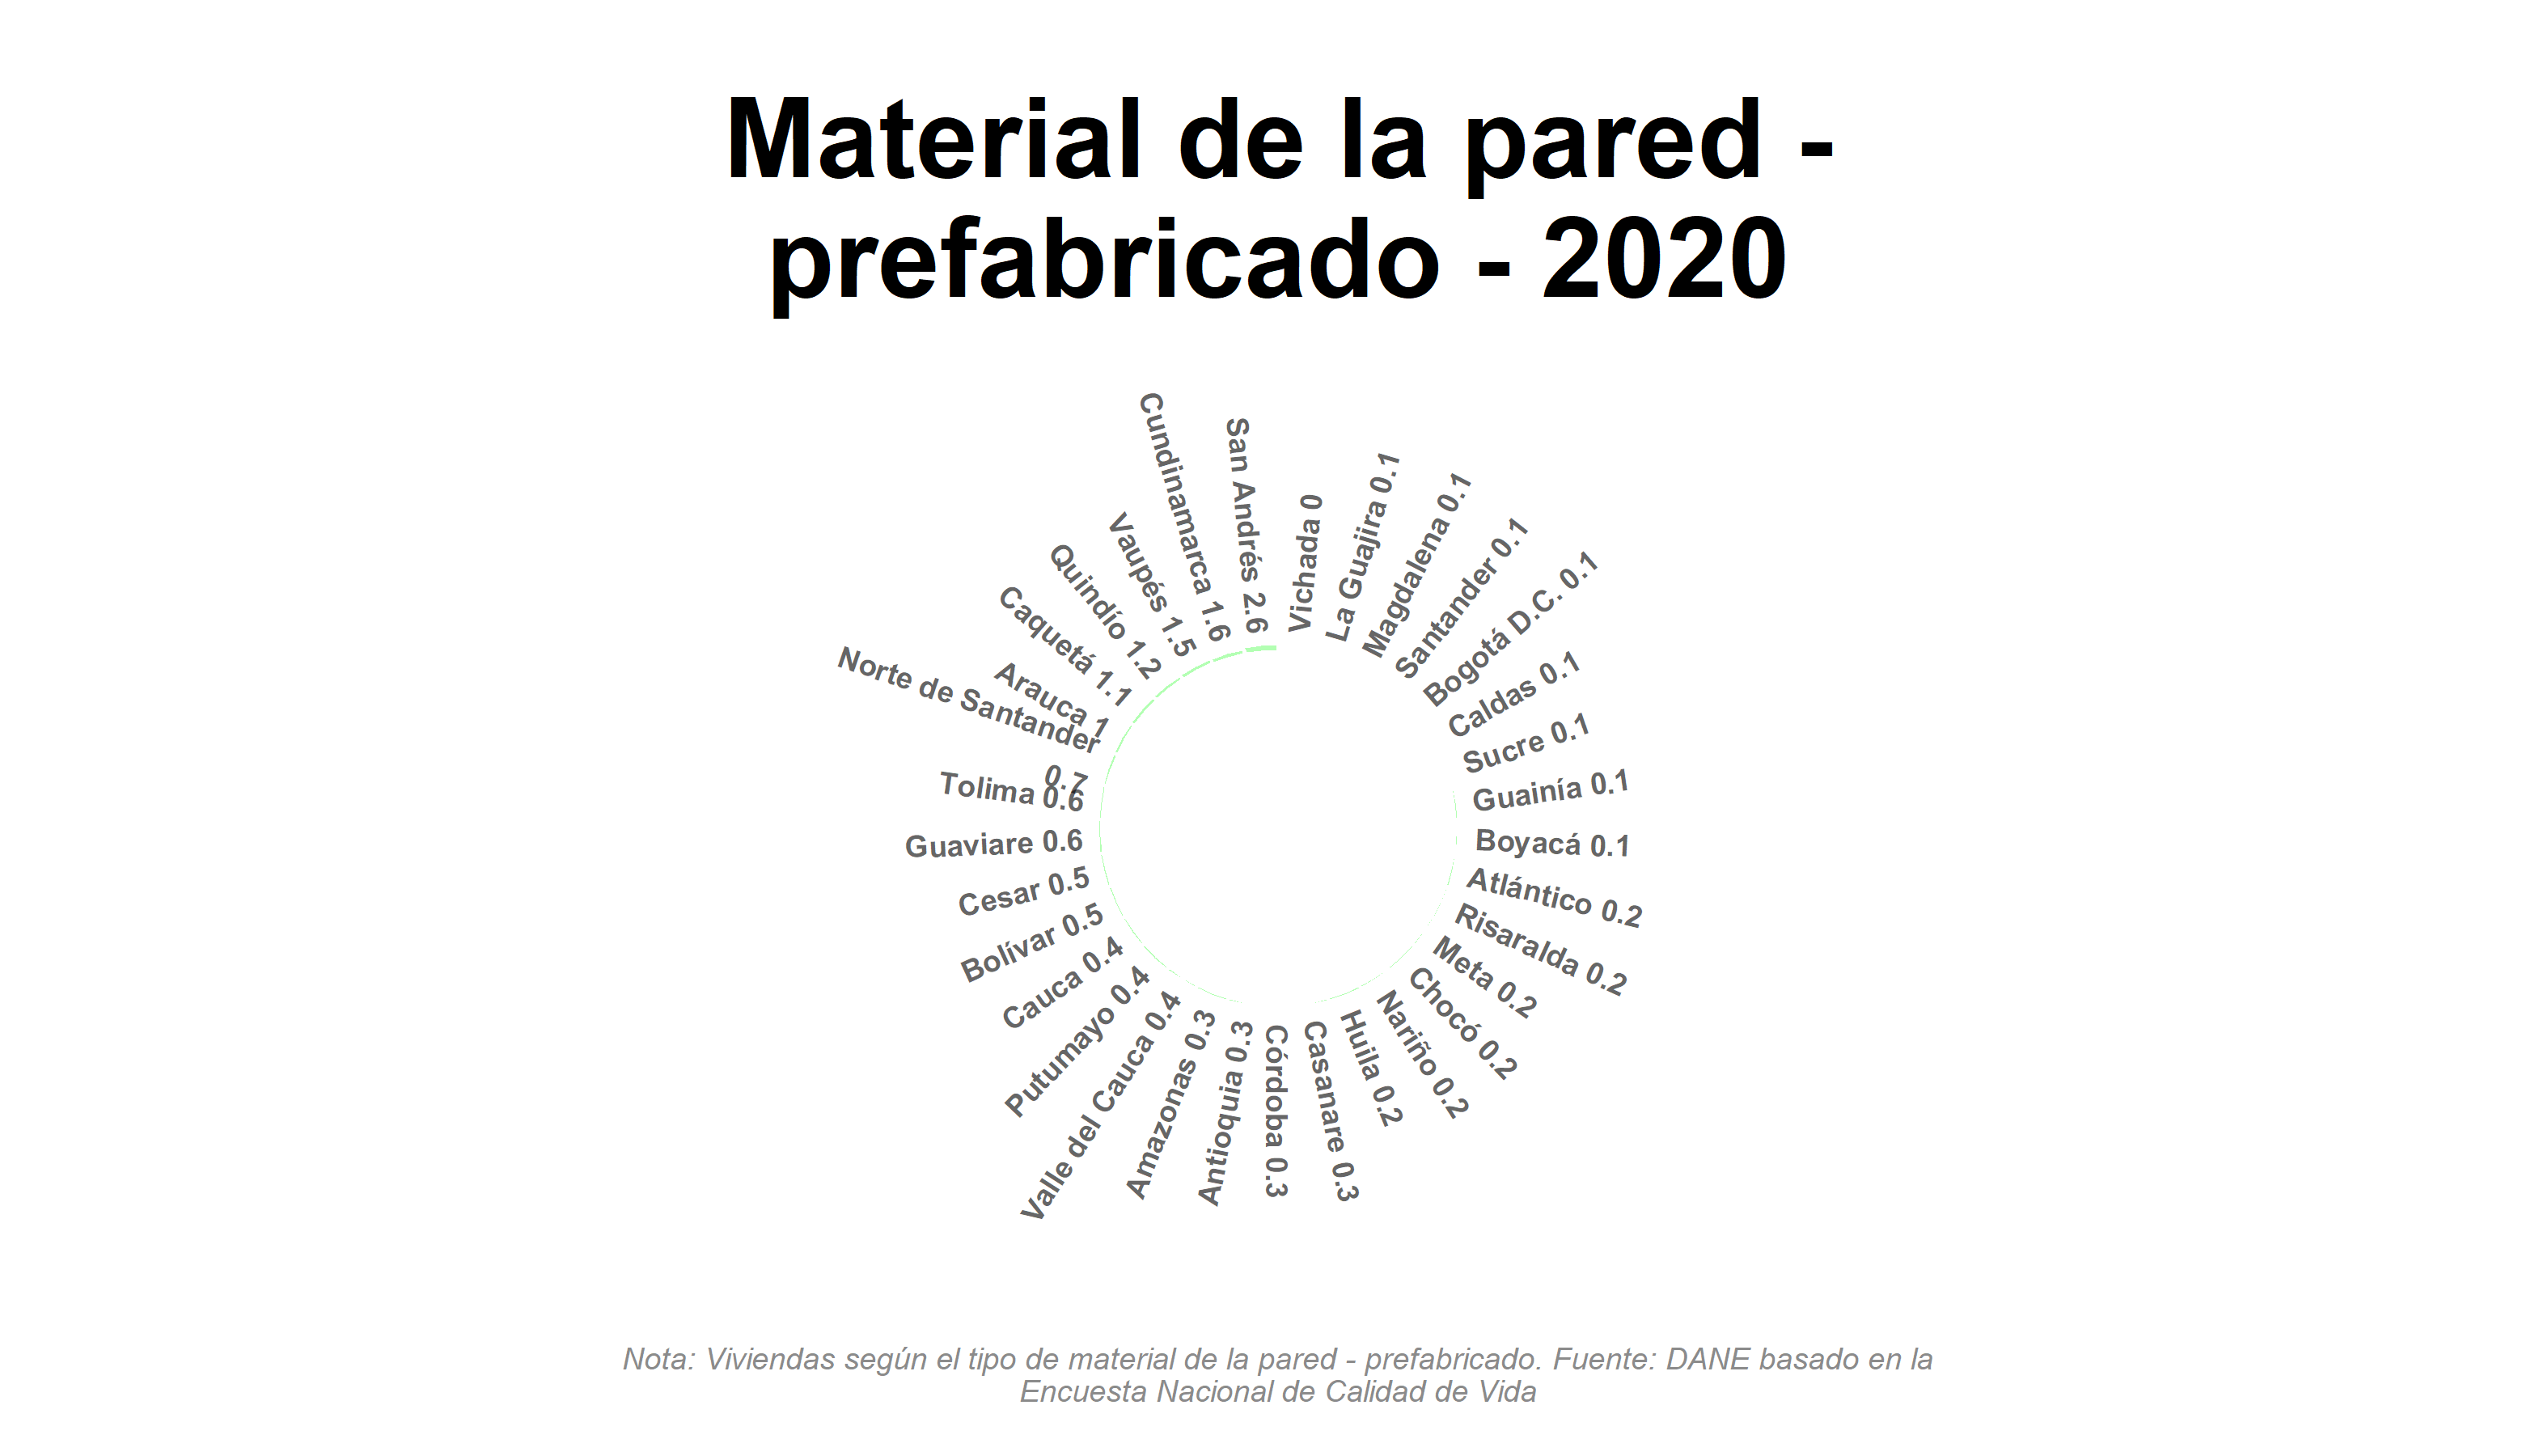 Material de la pared -
prefabricado - 2020
Vichada 0
La Guajira 0.1
Magdalena 0.1
Santander 0.1
Bogotá D.C. 0.1
Caldas 0.1
Sucre 0.1
Guainía 0.1
Boyacá 0.1
Atlántico 0.2
Risaralda 0.2
Meta 0.2
Chocó 0.2
Nariño 0.2
Huila 0.2
Casanare 0.3
Córdoba 0.3
Antioquia 0.3
Amazonas 0.3
Valle del Cauca 0.4
Putumayo 0.4
Cauca 0.4
Bolívar 0.5
Cesar 0.5
Guaviare 0.6
Tolima 0.6
Norte de Santander
0.7
Arauca 1
Caquetá 1.1
Quindío 1.2
Vaupés 1.5
Cundinamarca 1.6
San Andrés 2.6
Nota: Viviendas según el tipo de material de la pared - prefabricado. Fuente: DANE basado en la
Encuesta Nacional de Calidad de Vida